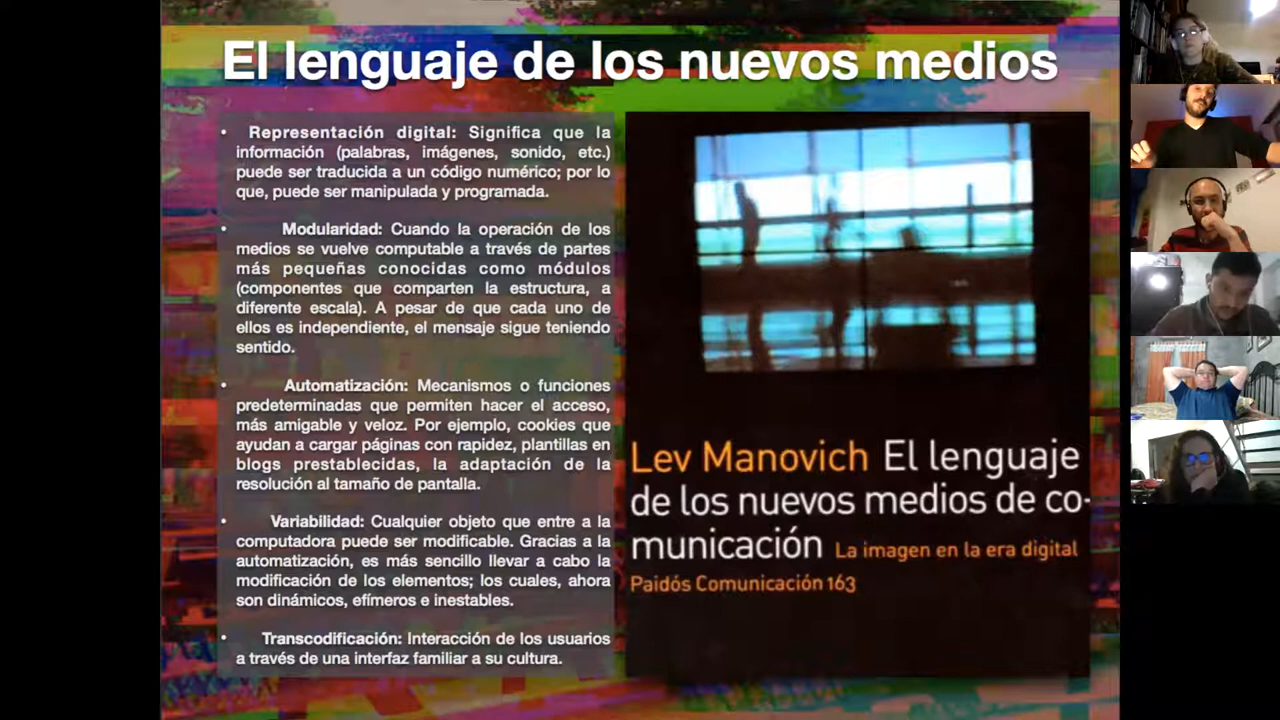 El lenguaje de los nuevos medios
• Representación digital: Significa que la
información (palabras, imágenes, sonido, etc.)
puede ser traducida a un código numérico; por lo
que, puede ser manipulada y programada.
• Modularidad: Cuando la operación de los
medios se vuelve computable a través de partes
más pequeñas conocidas como módulos
(componentes que comparten la estructura, a
diferente escala). A pesar de que cada uno de
ellos es independiente, el mensaje sigue teniendo
sentido.
• Automatización: Mecanismos o funciones
predeterminadas que permiten hacer el acceso,
más amigable y veloz. Por ejemplo, cookies que
ayudan a cargar páginas con rapidez, plantillas en
blogs prestablecidas, la adaptación de la
resolución al tamaño de pantalla.
• Variabilidad: Cualquier objeto que entre a la
computadora puede ser modificable. Gracias a la
automatización, es más sencillo llevar a cabo la
modificación de los elementos; los cuales, ahora
son dinámicos, efímeros e inestables.
• Transcodificación: Interacción de los usuarios
a través de una interfaz familiar a su cultura.
Lev Manovich El lenguaje
de los nuevos medios de co-
municación La imagen en la era digital
Paidós Comunicación 163